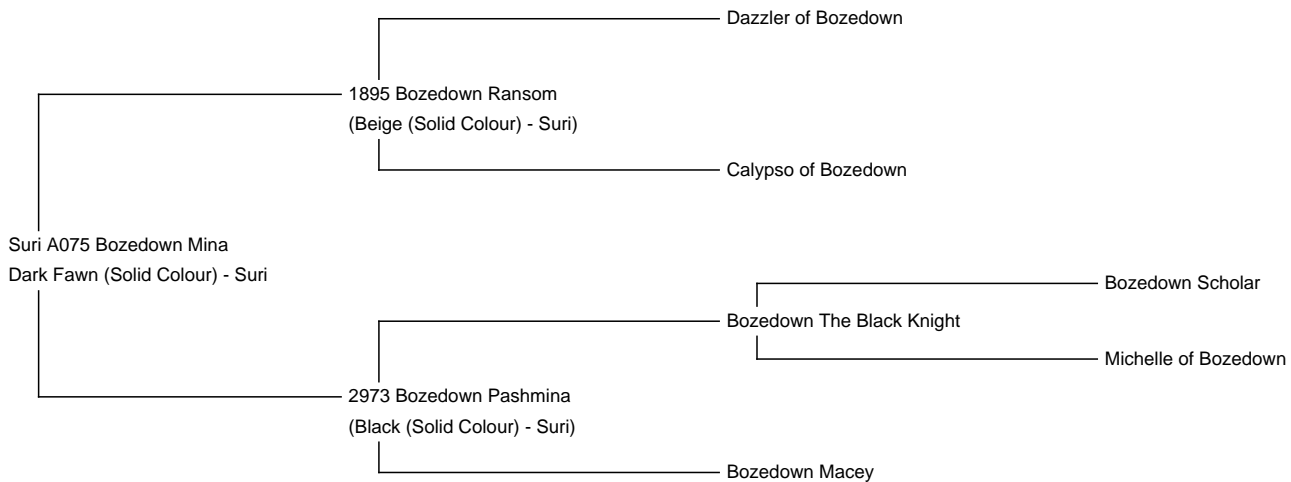 Dazzler of Bozedown
1895 Bozedown Ransom
(Beige (Solid Colour) - Suri)
Calypso of Bozedown
Suri A075 Bozedown Mina
Dark Fawn (Solid Colour) - Suri
Bozedown Scholar
Bozedown The Black Knight
Michelle of Bozedown
2973 Bozedown Pashmina
(Black (Solid Colour) - Suri)
Bozedown Macey